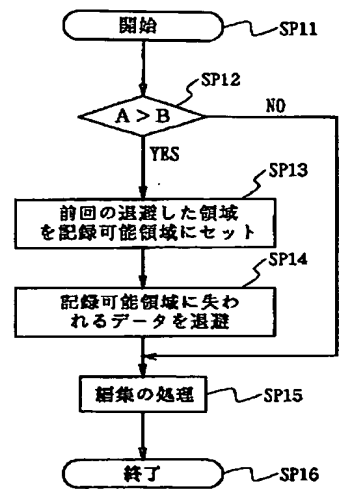 開始
SP11
SP12
A>B
NO
YES
SP13
前回の退避した領域
を記録可能領域にセット
SP14
記録可能領域に失わ
れるデータを退避
編集の処理
SP15
終了
SP16